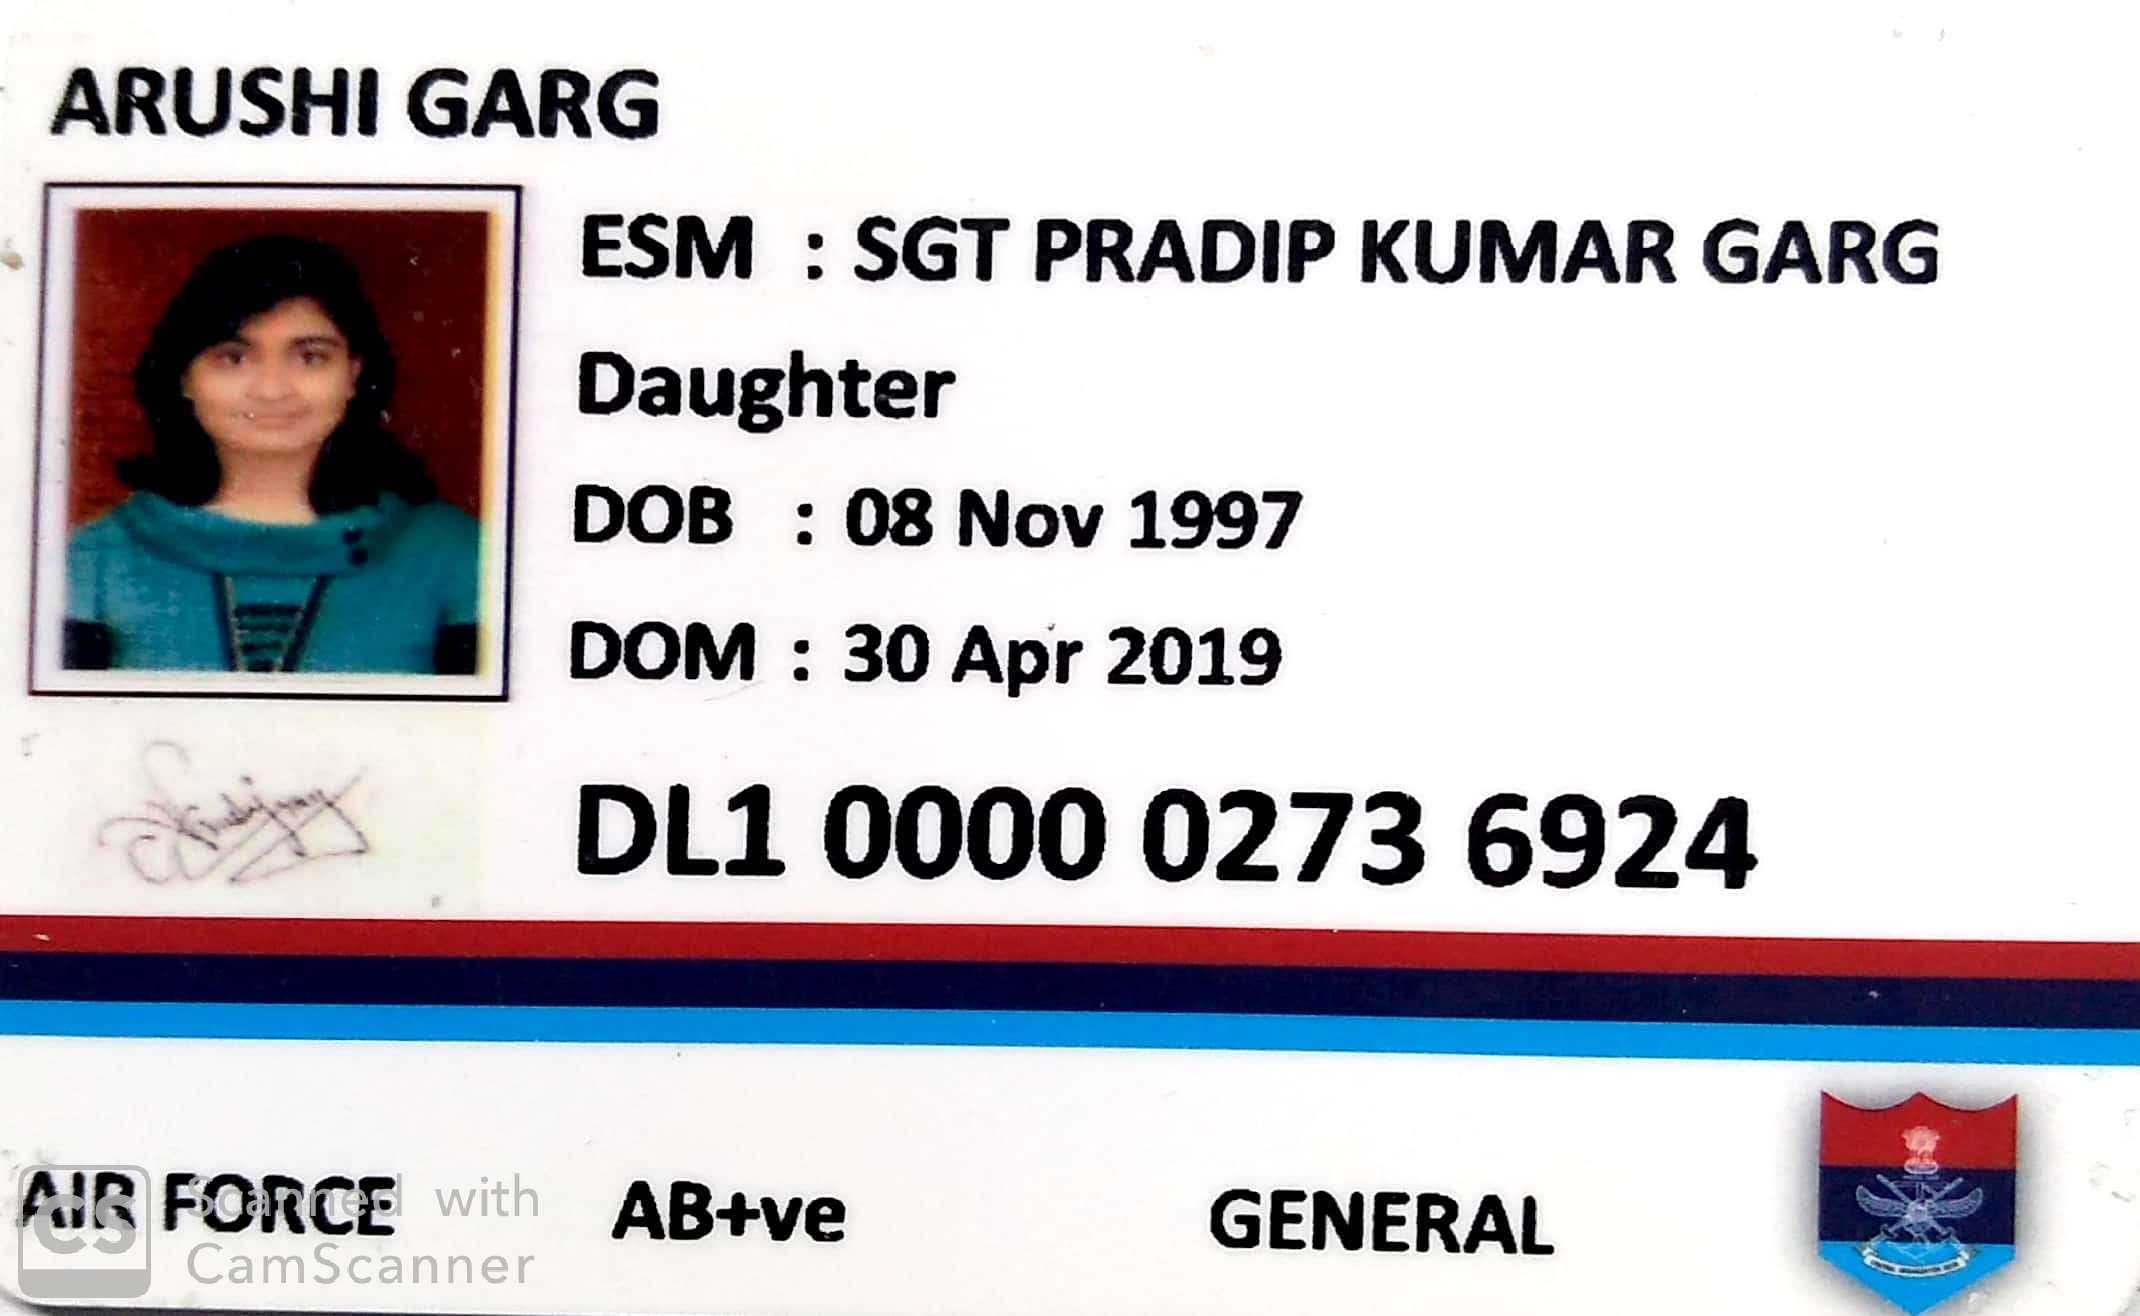 ARUSHI GARG
ESM : SGT PRADIP KUMAR GARG
Daughter
DOB : 08 Nov 1997
DOM : 30 Apr 2019
DL1 0000 0273 6924
AIR FORCE AB+ve GENERAL
CS Scanned with
CamScanner